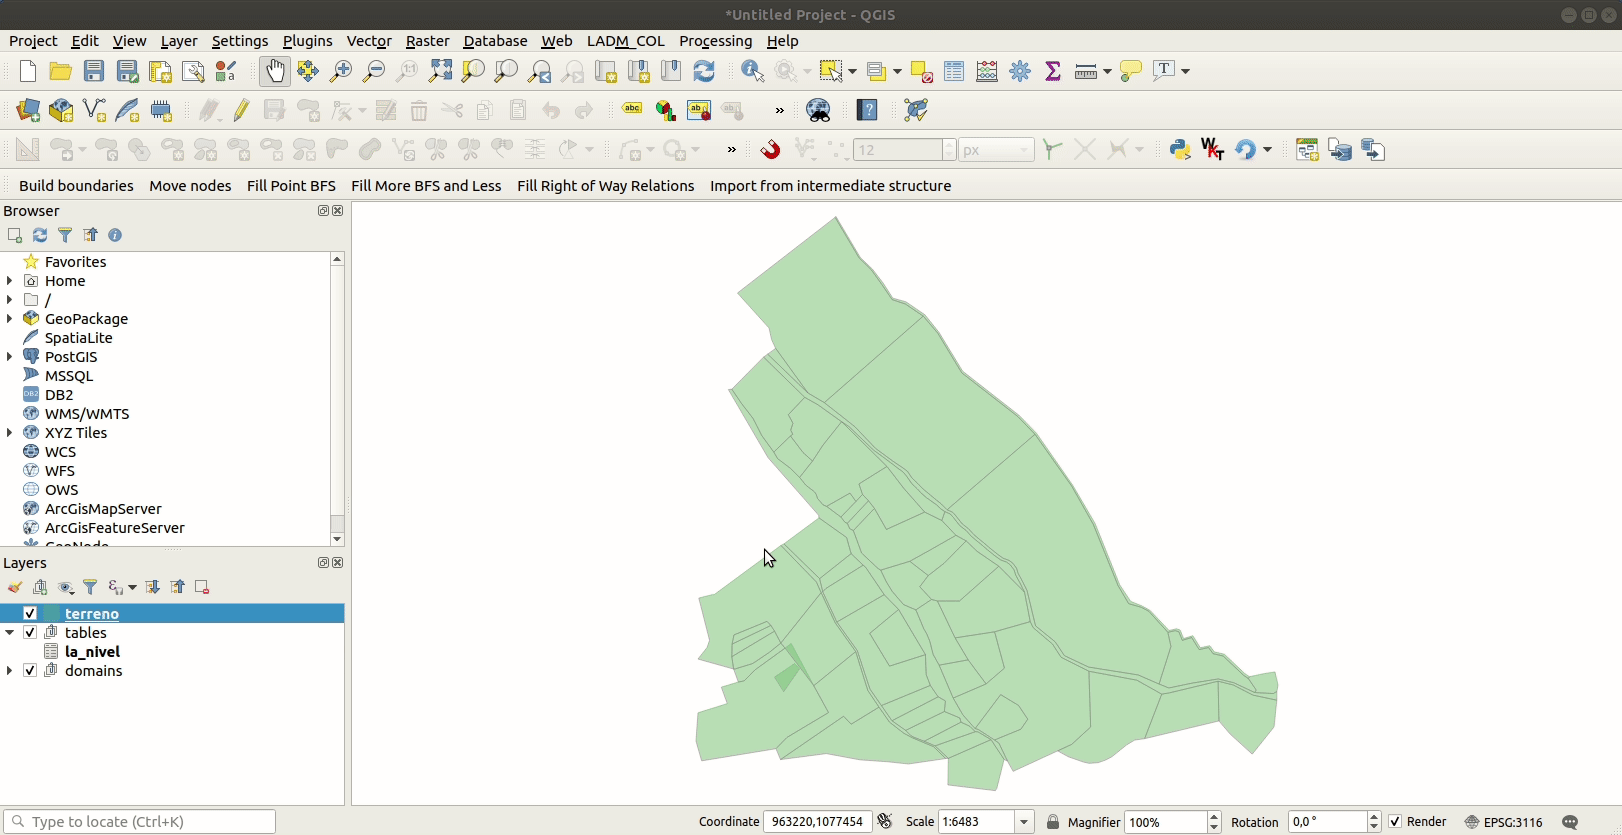 *Untitled Project - QGIS
Project Edit View Layer Settings Plugins Vector Raster Database Web LADM_COL Processing Help
abc
12 px
Build boundaries Move nodes Fill Point BFS Fill More BFS and Less Fill Right of Way Relations Import from intermediate structure
Browser
Favorites
Home
/
GeoPackage
SpatiaLite
PostGIS
MSSQL
DB2
WMS/WMTS
XYZ Tiles
WCS
WFS
OWS
ArcGisMapServer
ArcGisFeatureServer
GeoNode
Layers
terreno
tables
la_nivel
domains
Type to locate (Ctrl+K) Coordinate 963220,1077454 Scale 1:6483 Magnifier 100% Rotation 0,0 ° Render EPSG:3116